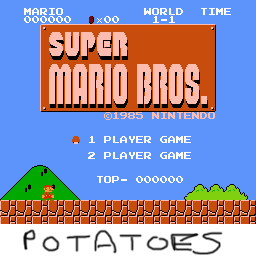 MARIO WORLD TIME
000000 ×00 1-1
SUPER
MARIO BROS.
©1985 NINTENDO
1 PLAYER GAME
2 PLAYER GAME
TOP- 000000
POTATOES